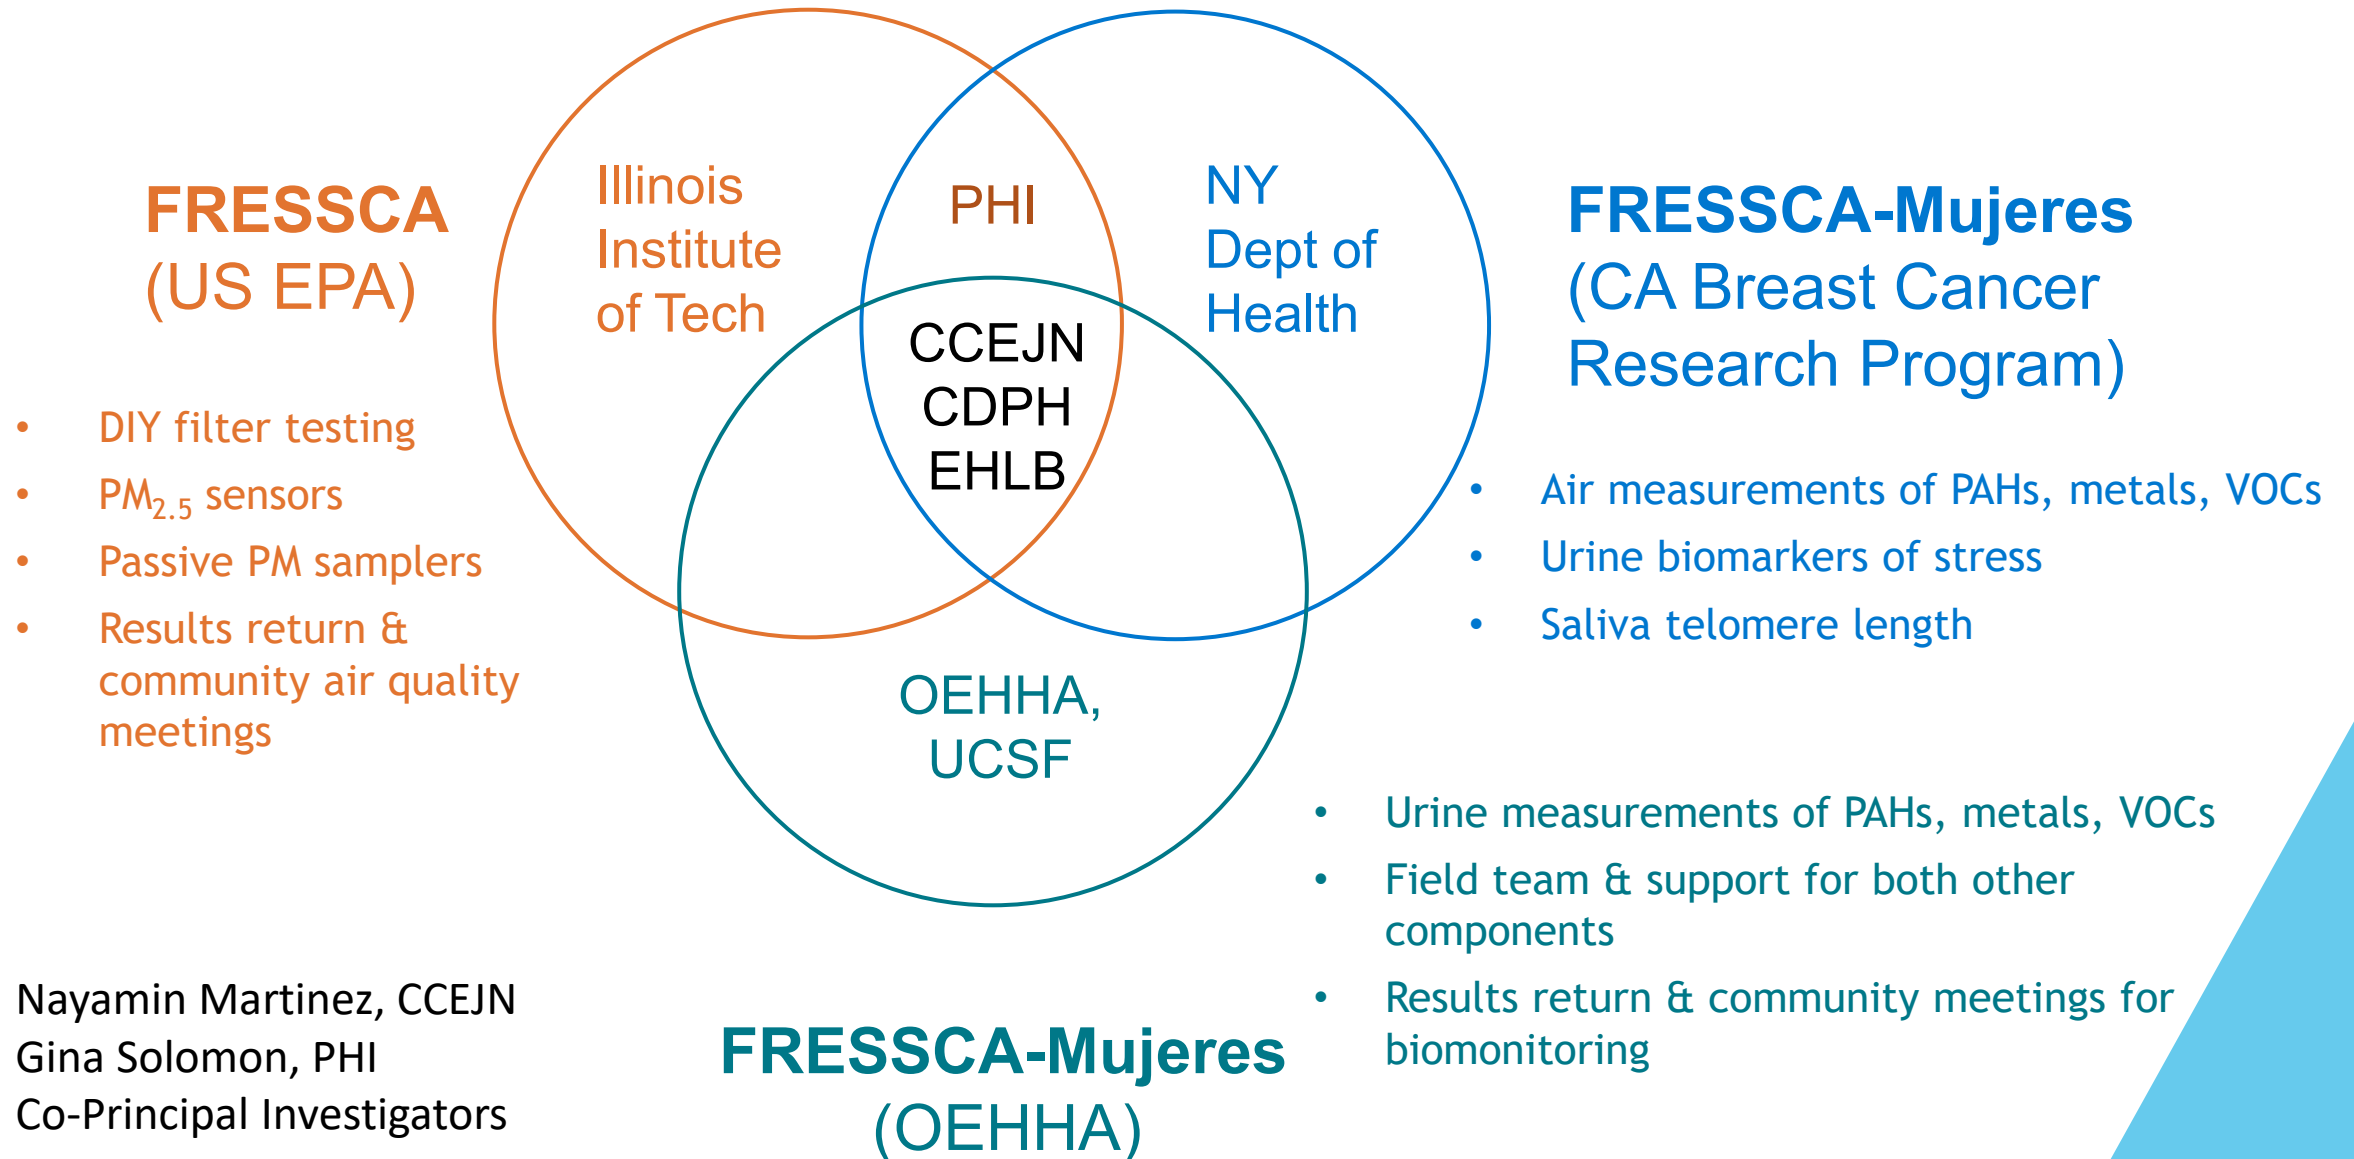 FRESSCA
(US EPA)
• DIY filter testing
• PM2.5 sensors
• Passive PM samplers
• Results return &
community air quality
meetings
Illinois
Institute
of Tech
PHI
NY
Dept of
Health
CCEJN
CDPH
EHLB
OEHHA,
UCSF
FRESSCA-Mujeres
(CA Breast Cancer
Research Program)
• Air measurements of PAHs, metals, VOCs
• Urine biomarkers of stress
• Saliva telomere length
• Urine measurements of PAHs, metals, VOCs
• Field team & support for both other
components
• Results return & community meetings for
biomonitoring
FRESSCA-Mujeres
(OEHHA)
Nayamin Martinez, CCEJN
Gina Solomon, PHI
Co-Principal Investigators